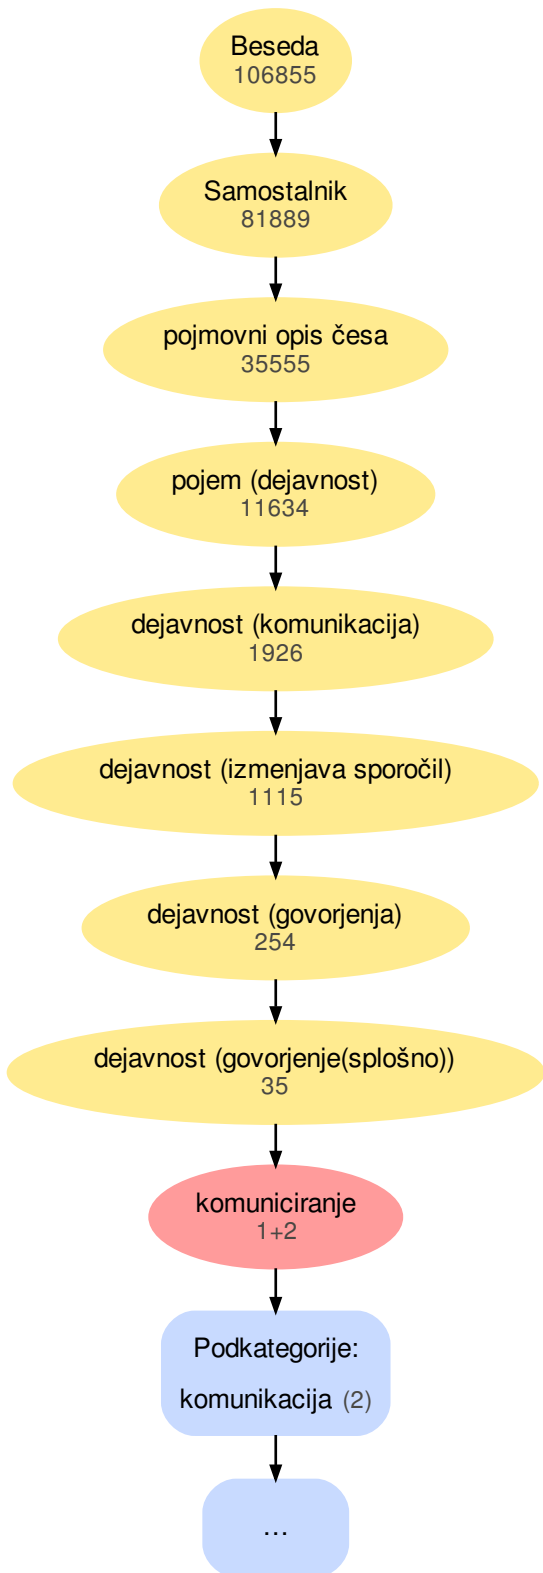 Beseda
106855
Samostalnik
81889
pojmovni opis česa
35555
pojem (dejavnost)
11634
dejavnost (komunikacija)
1926
dejavnost (izmenjava sporočil)
1115
dejavnost (govorjenja)
254
dejavnost (govorjenje(splošno))
35
komuniciranje
1+2
Podkategorije:
komunikacija (2)
...